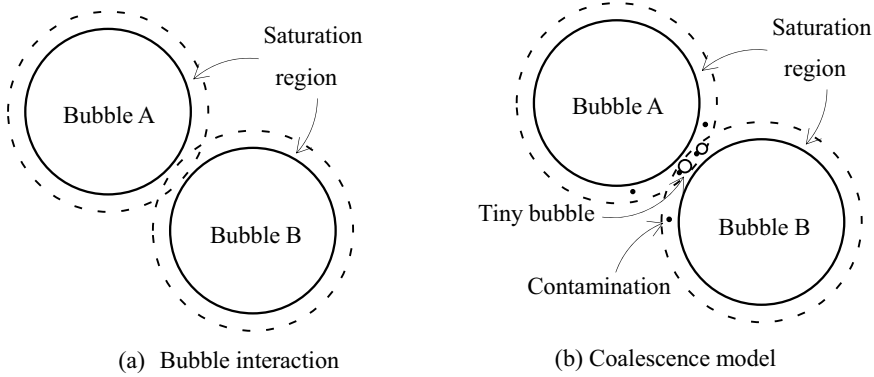 Saturation
region
Bubble A
Bubble B
(a) Bubble interaction
Saturation
region
Bubble A
Tiny bubble
Bubble B
Contamination
(b) Coalescence model